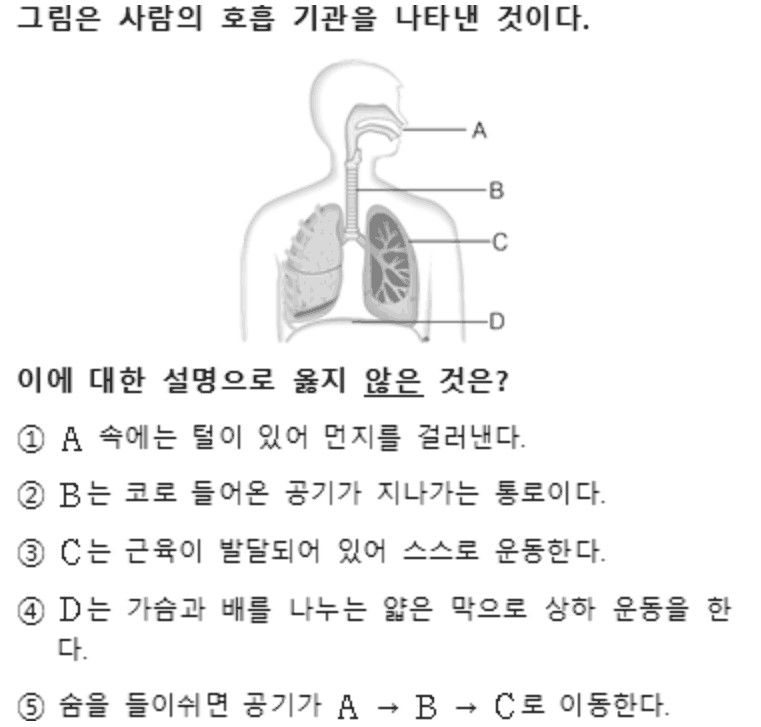 그림은 사람의 호흡 기관을 나타낸 것이다.
A
B
C
D
이에 대한 설명으로 옳지 않은 것은?
① A 속에는 털이 있어 먼지를 걸러낸다.
② B는 코로 들어온 공기가 지나가는 통로이다.
③ C는 근육이 발달되어 있어 스스로 운동한다.
④ D는 가슴과 배를 나누는 얇은 막으로 상하 운동을 한
다.
⑤ 숨을 들이쉬면 공기가 A → B → C로 이동한다.